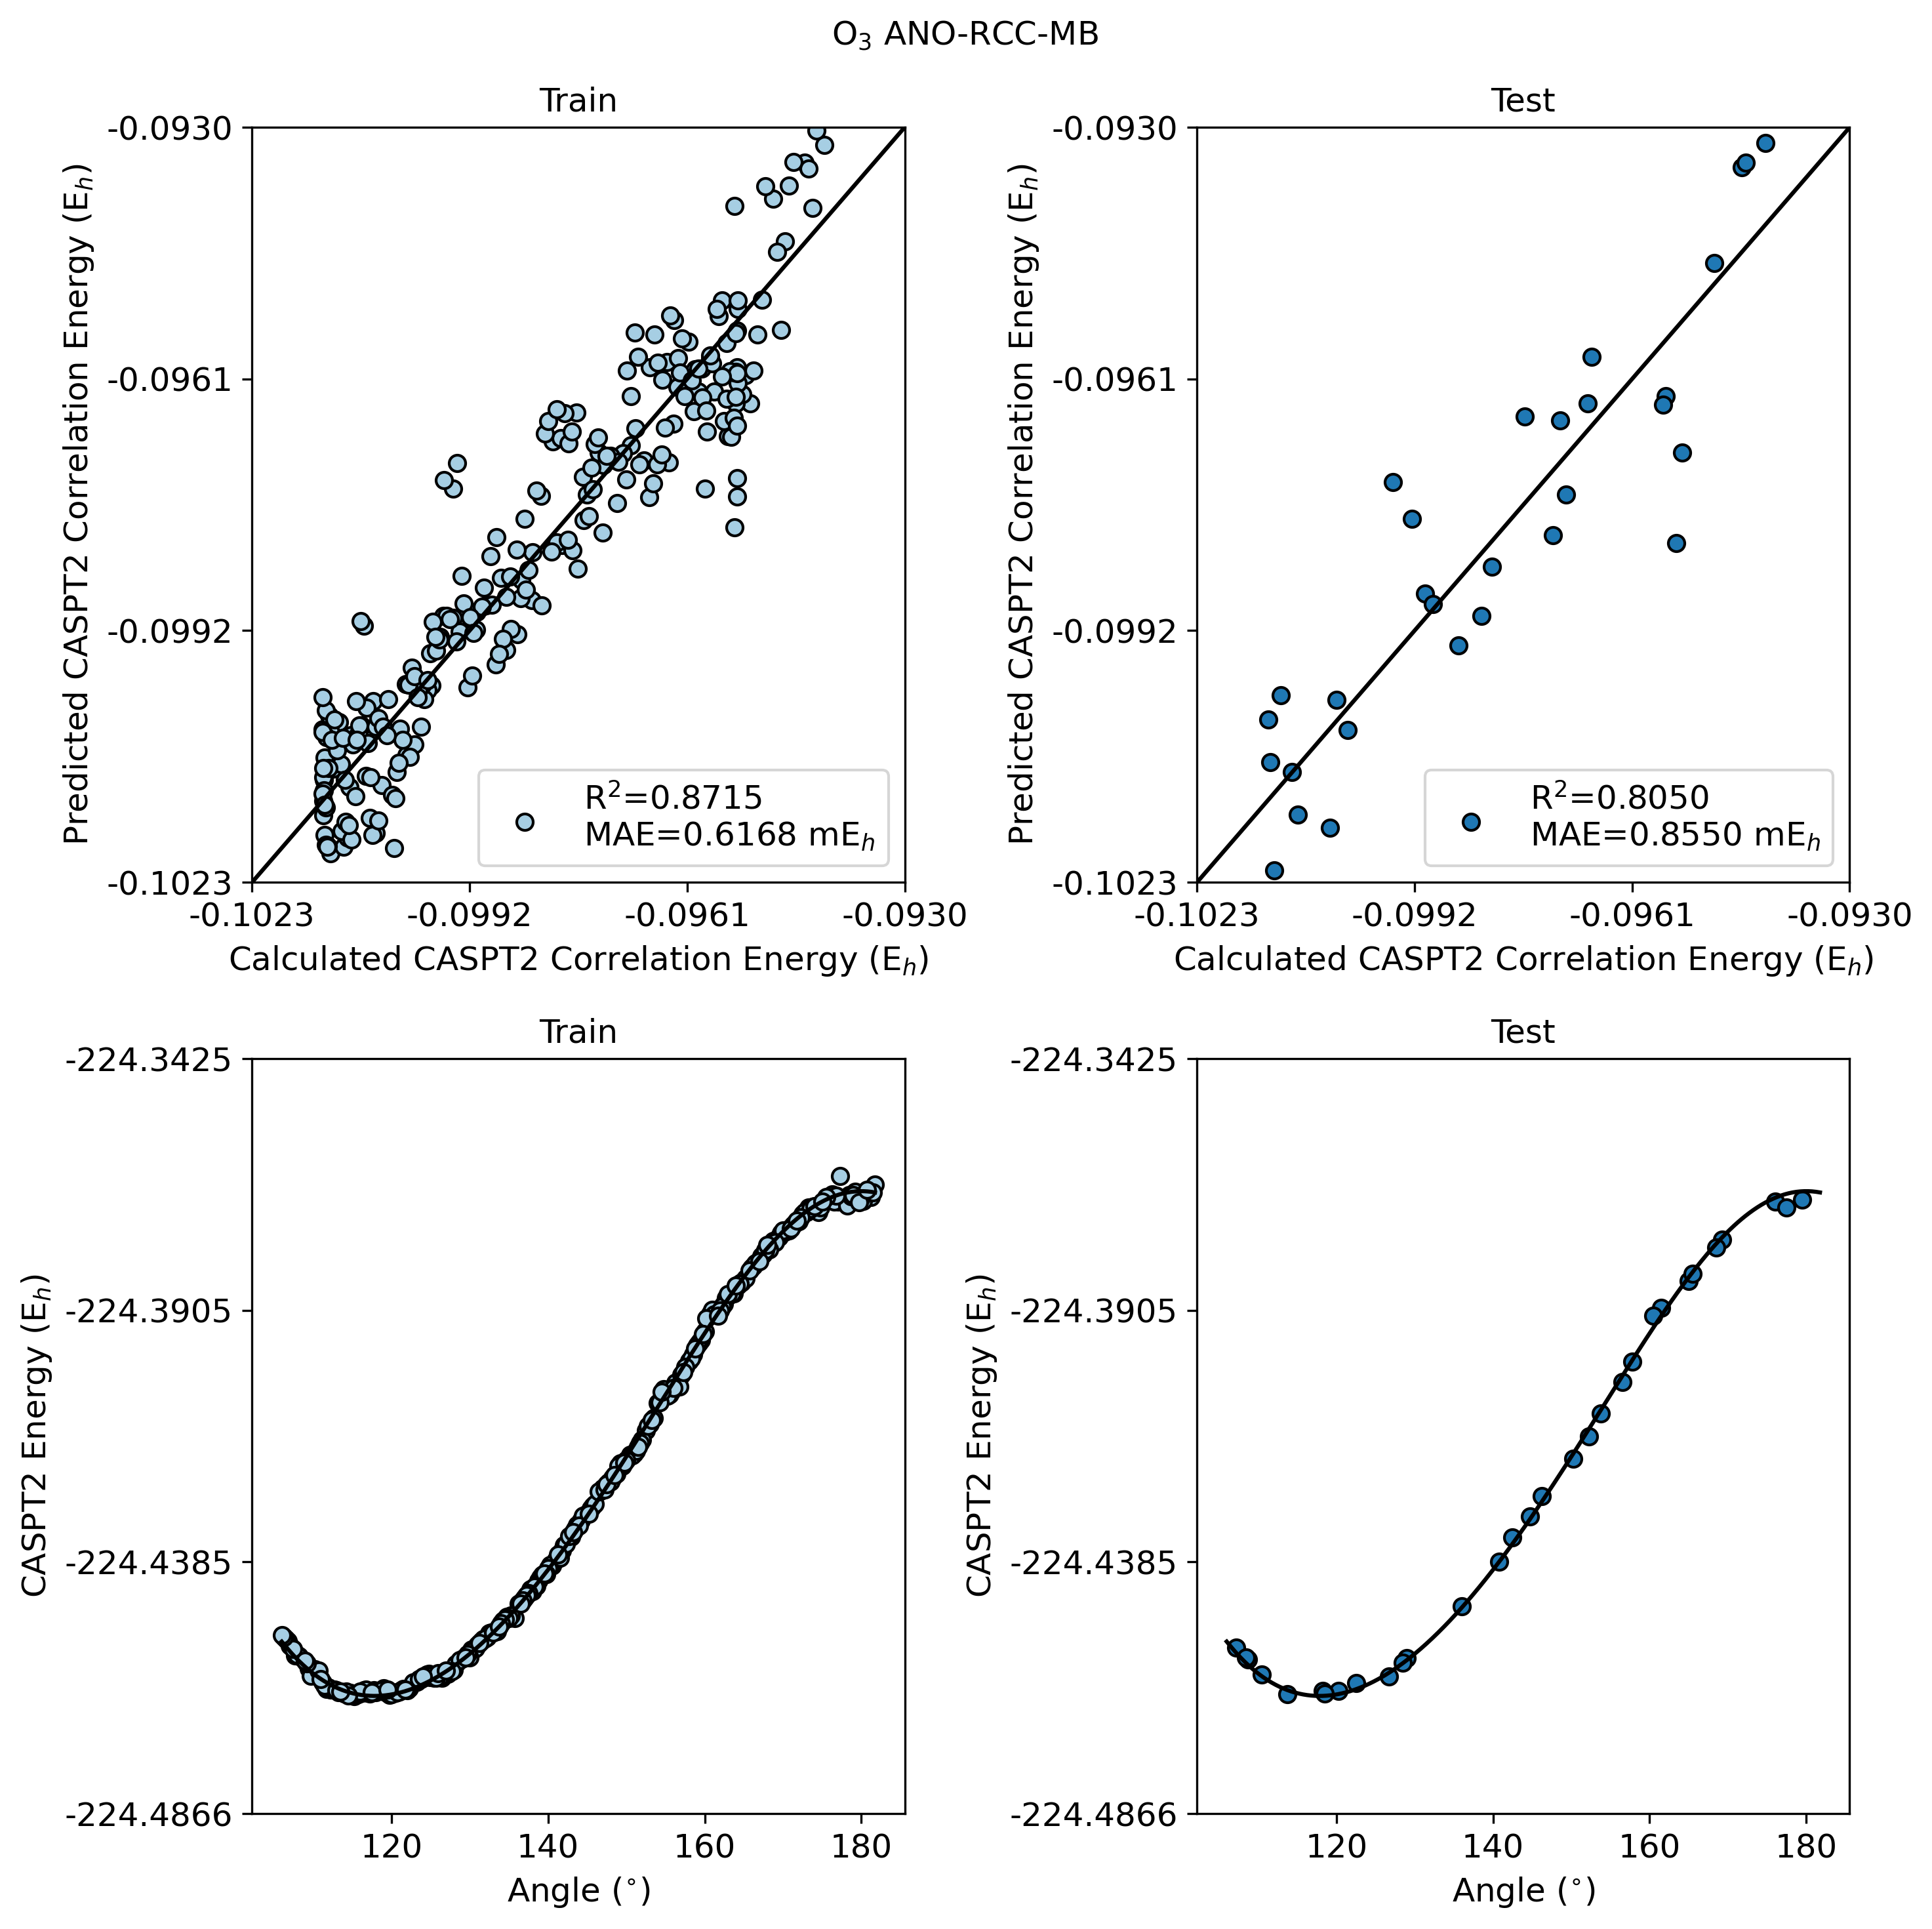 O₃ ANO-RCC-MB
Train
Predicted CASPT2 Correlation Energy (Eₕ)
-0.0930
-0.0961
-0.0992
-0.1023
R²=0.8715
MAE=0.6168 mEₕ
-0.1023 -0.0992 -0.0961 -0.0930
Calculated CASPT2 Correlation Energy (Eₕ)
Test
Predicted CASPT2 Correlation Energy (Eₕ)
-0.0930
-0.0961
-0.0992
-0.1023
R²=0.8050
MAE=0.8550 mEₕ
-0.1023 -0.0992 -0.0961 -0.0930
Calculated CASPT2 Correlation Energy (Eₕ)
Train
CASPT2 Energy (Eₕ)
-224.3425
-224.3905
-224.4385
-224.4866
120 140 160 180
Angle (°)
Test
CASPT2 Energy (Eₕ)
-224.3425
-224.3905
-224.4385
-224.4866
120 140 160 180
Angle (°)